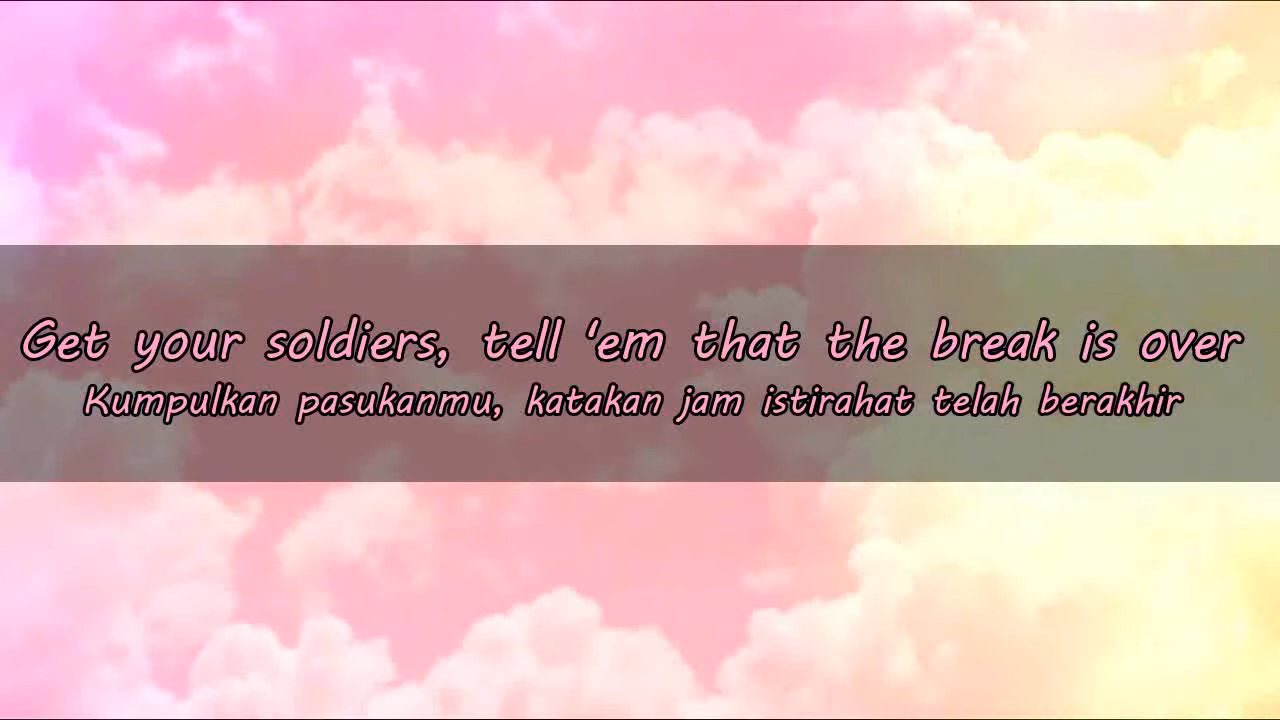 Get your soldiers, tell ‘em that the break is over
Kumpulkan pasukanmu, katakan jam istirahat telah berakhir